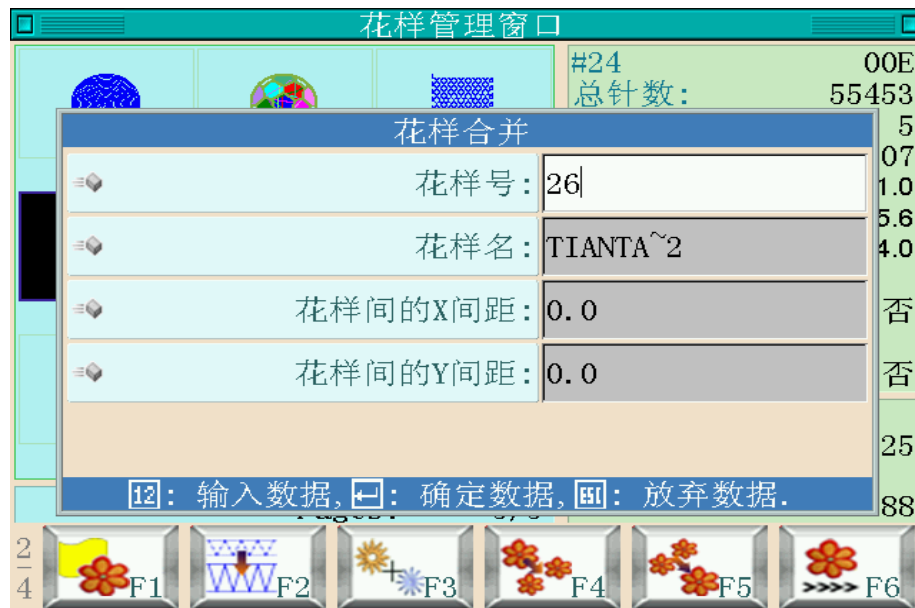 花样管理窗口
#24 00E
总针数: 55453
花样合并
5
花样号: 26
07
1.0
花样名: TIANTA~2
5.6
4.0
花样间的X间距: 0.0
否
花样间的Y间距: 0.0
否
25
12: 输入数据, ↵: 确定数据, ESC: 放弃数据.
88
2/4 F1 F2 F3 F4 F5 F6